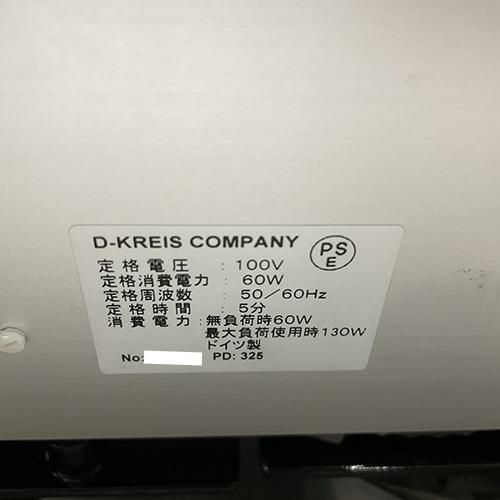 D-KREIS COMPANY
PS
E
定格電圧 : 100V
定格消費電力 : 60W
定格周波数 : 50/60Hz
定格時間 : 5分
消費電力 : 無負荷時60W
最大負荷使用時130W
ドイツ製
No: PD: 325